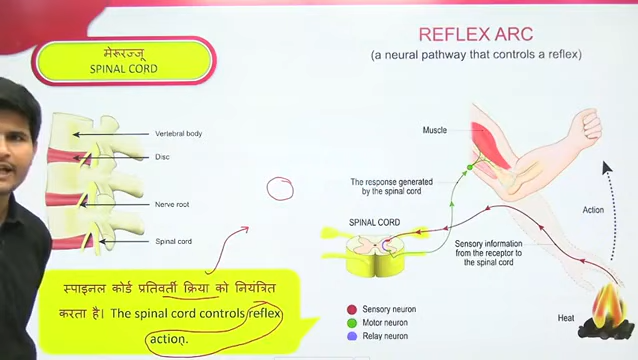 मेरूरज्जू
SPINAL CORD
Vertebral body
Disc
Nerve root
Spinal cord
स्पाइनल कोर्ड प्रतिवर्ती क्रिया को नियंत्रित
करता है। The spinal cord controls reflex
action.
REFLEX ARC
(a neural pathway that controls a reflex)
Muscle
The response generated
by the spinal cord
SPINAL CORD
Action
Sensory information
from the receptor to
the spinal cord
Heat
Sensory neuron
Motor neuron
Relay neuron